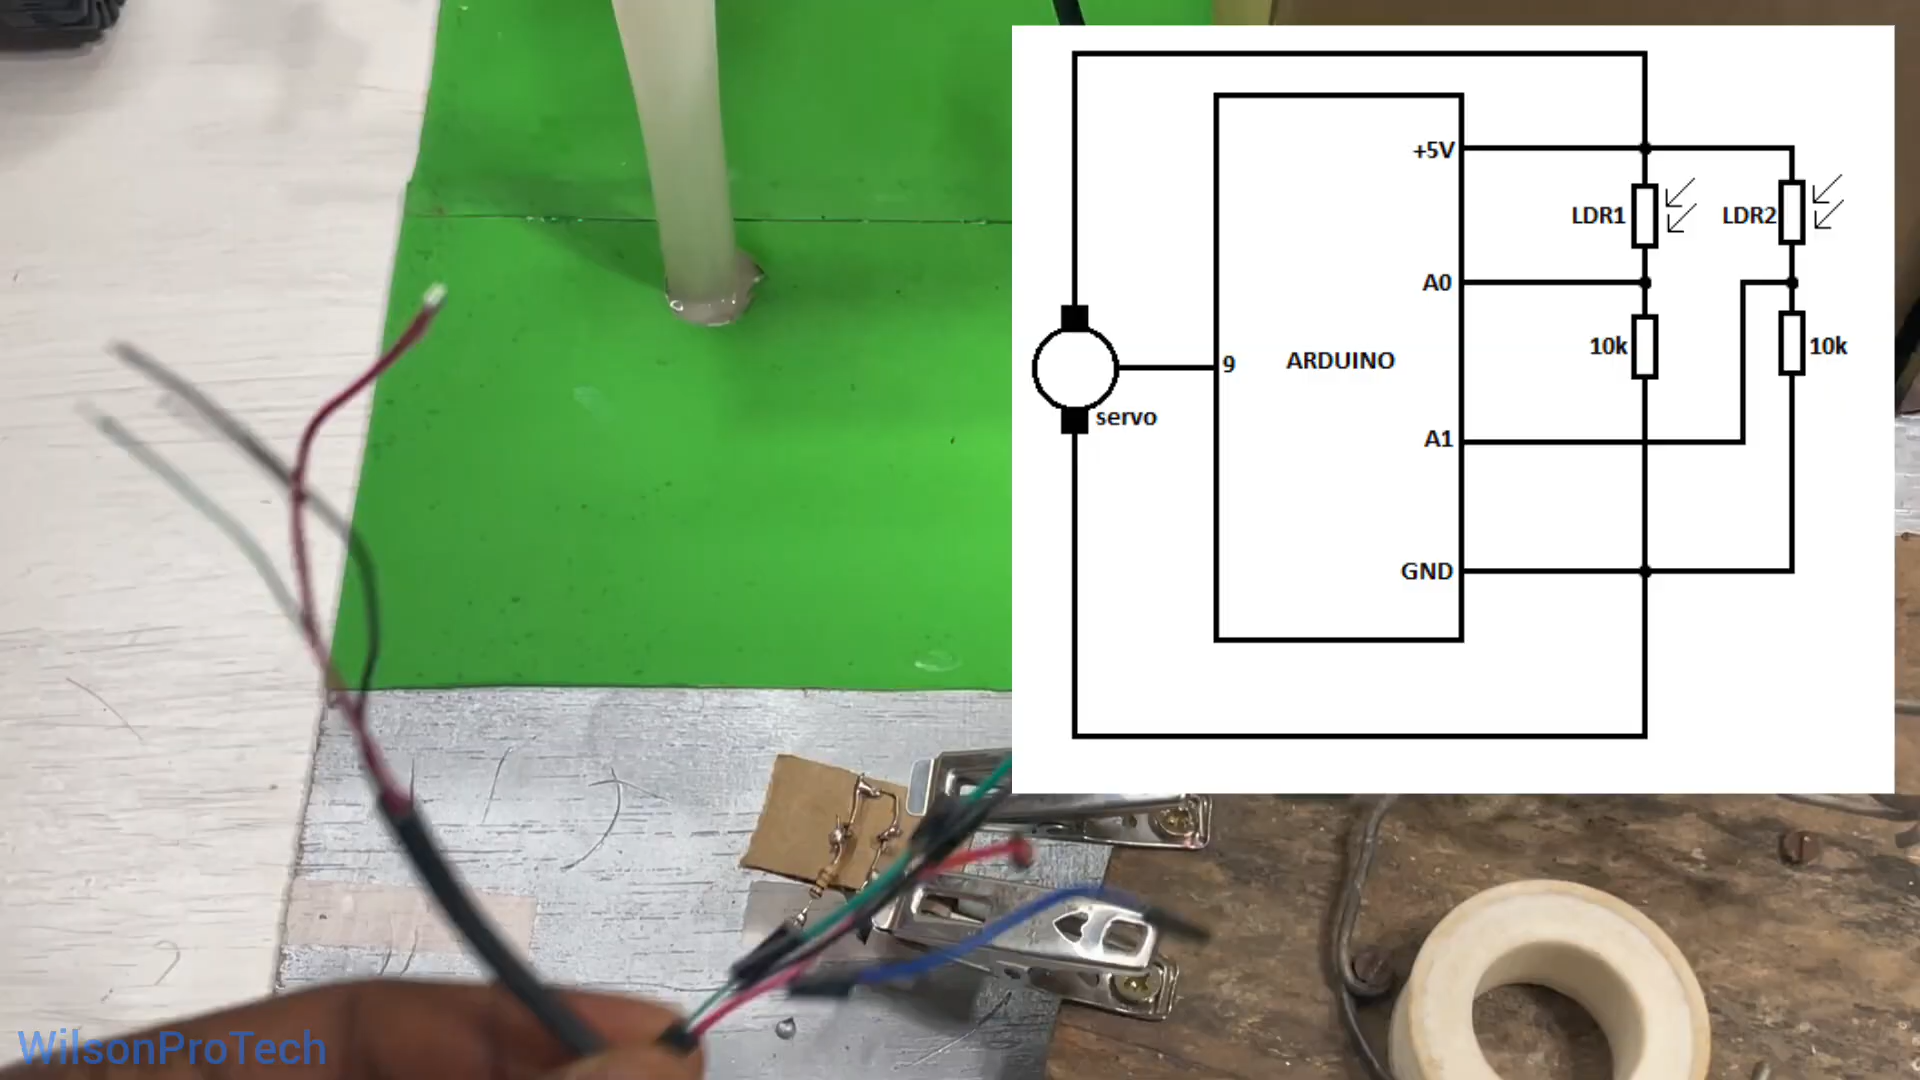 +5V
LDR1
LDR2
A0
10k
10k
9
ARDUINO
servo
A1
GND
WilsonProTech